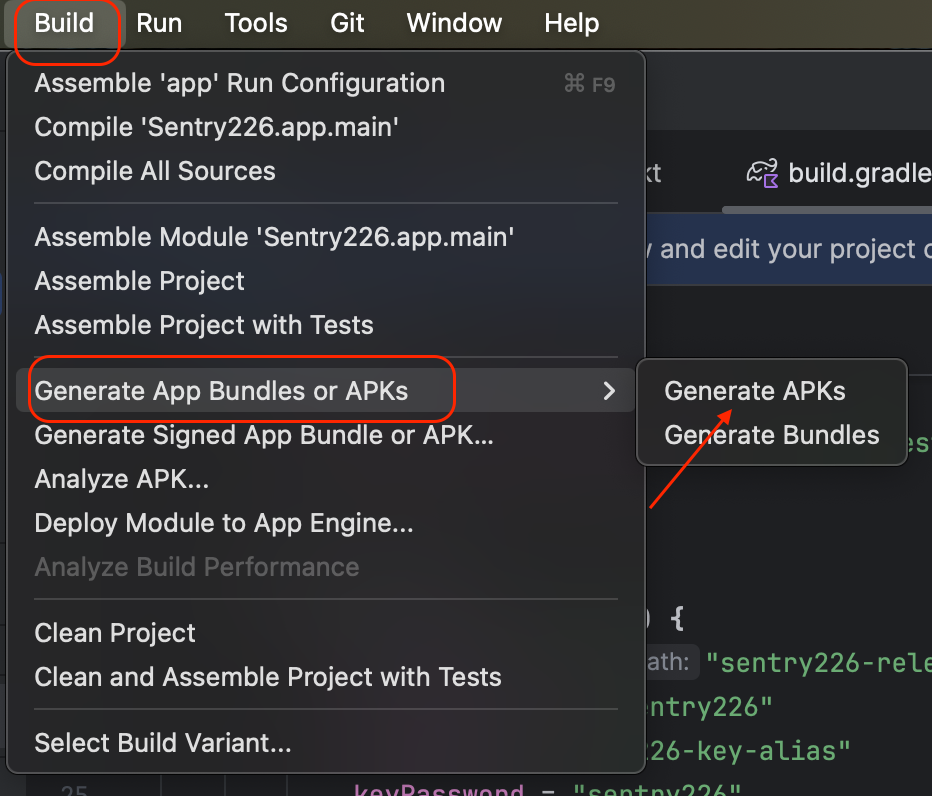 Build Run Tools Git Window Help
Assemble 'app' Run Configuration ⌘ F9
Compile 'Sentry226.app.main'
Compile All Sources
kt build.gradle
Assemble Module 'Sentry226.app.main'
and edit your project
Assemble Project
Assemble Project with Tests
Generate App Bundles or APKs
Generate APKs
Generate Signed App Bundle or APK...
Generate Bundles
Analyze APK...
Deploy Module to App Engine...
Analyze Build Performance
) {
Clean Project
ath: "sentry226-rele
Clean and Assemble Project with Tests
entry226"
Select Build Variant...
26-key-alias"
25 keyPassword = "sentry226"